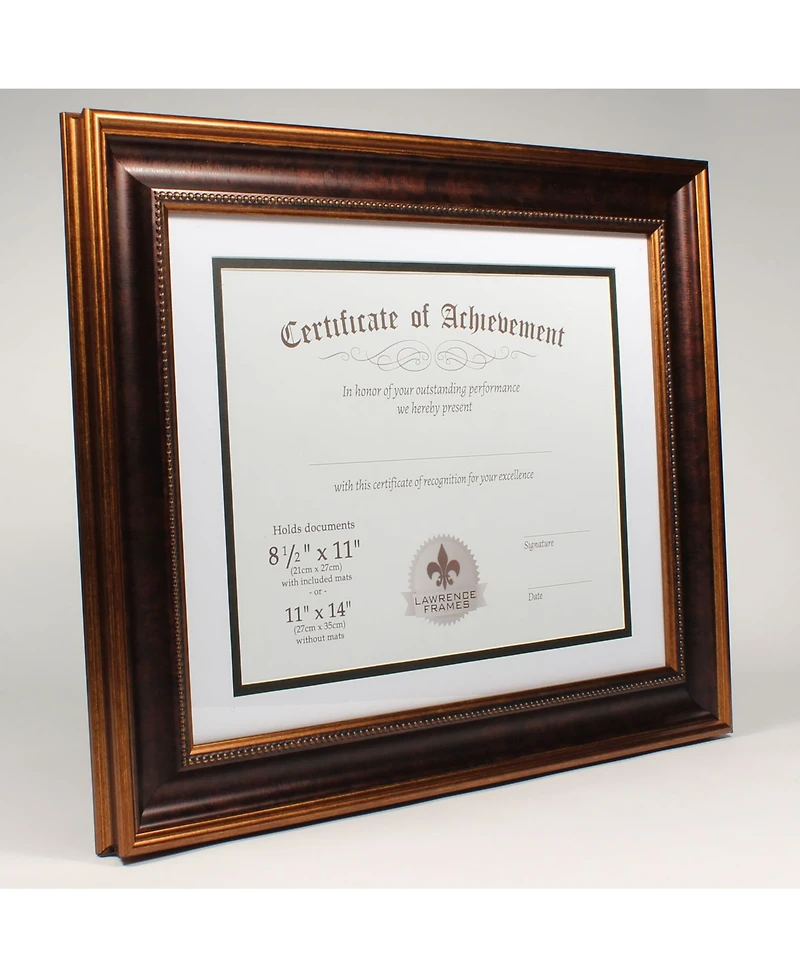 Certificate of Achievement
In honor of your outstanding performance
we hereby present
with this certificate of recognition for your excellence
Holds documents
8 1/2" x 11"
(21cm x 27cm)
with included mats
- or -
11" x 14"
(27cm x 35cm)
without mats
LAWRENCE
FRAMES
Signature
Date